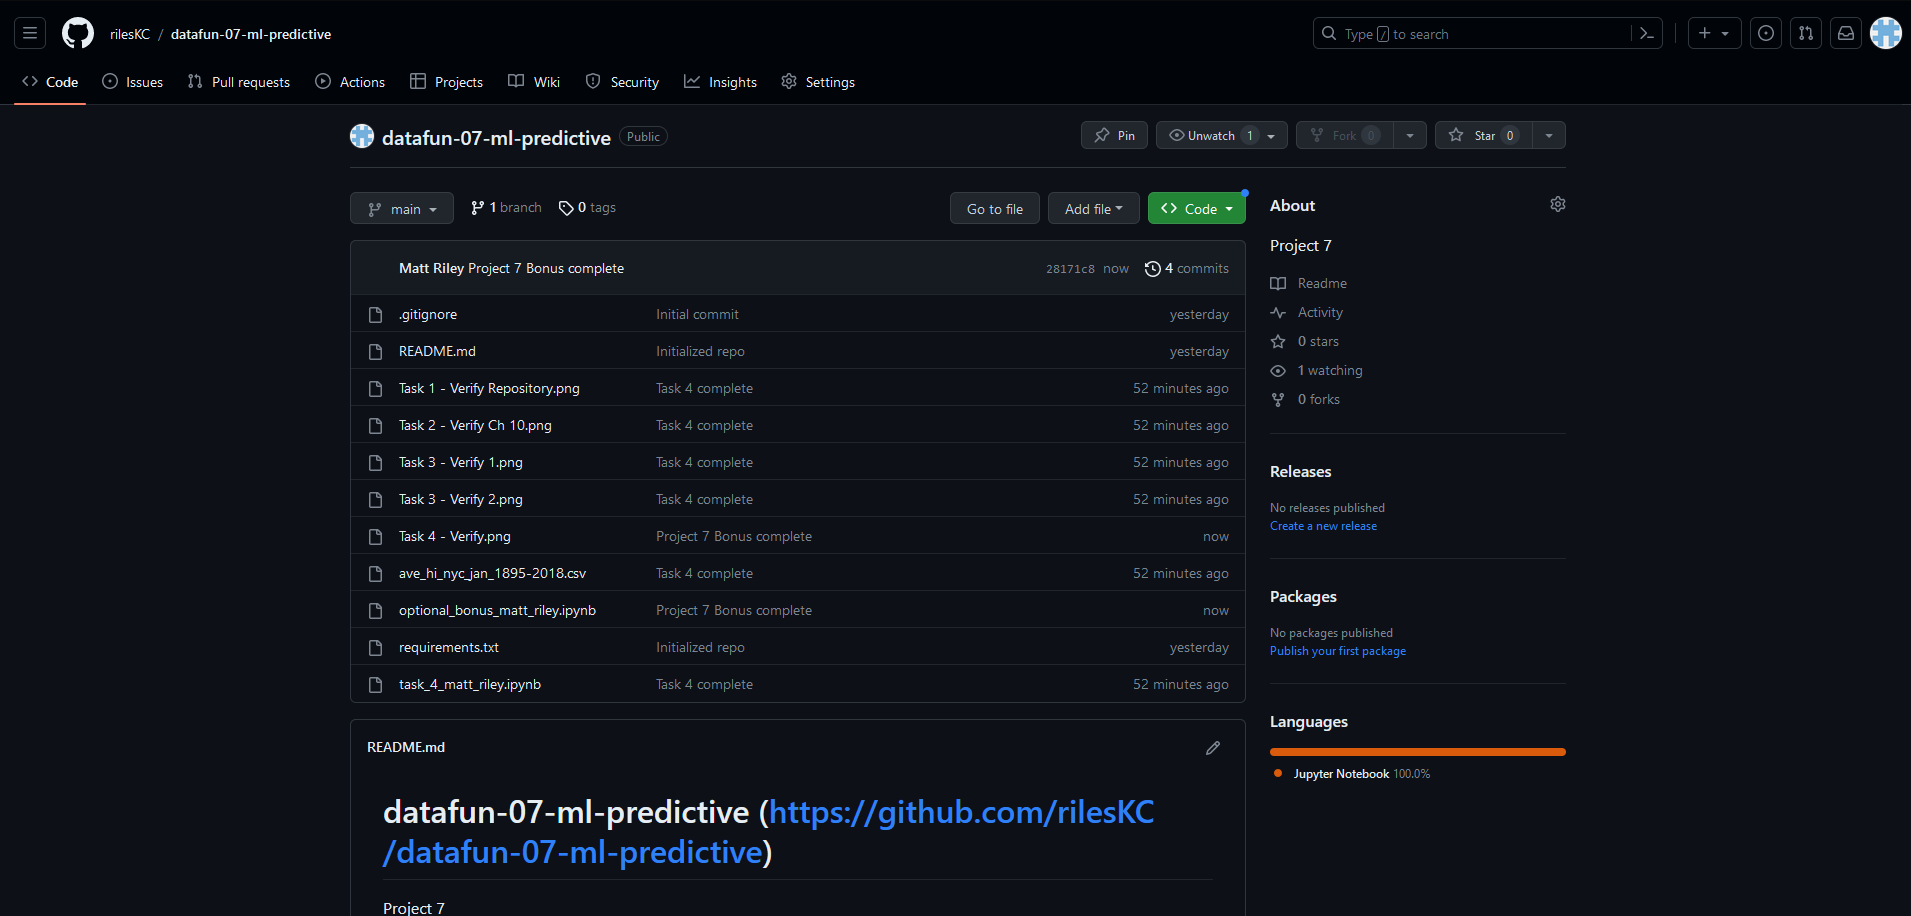 rilesKC / datafun-07-ml-predictive
Type / to search
Code Issues Pull requests Actions Projects Wiki Security Insights Settings
datafun-07-ml-predictive Public
Pin Unwatch 1 Fork 0 Star 0
main 1 branch 0 tags Go to file Add file Code
Matt Riley Project 7 Bonus complete 28171c8 now 4 commits
.gitignore Initial commit yesterday
README.md Initialized repo yesterday
Task 1 - Verify Repository.png Task 4 complete 52 minutes ago
Task 2 - Verify Ch 10.png Task 4 complete 52 minutes ago
Task 3 - Verify 1.png Task 4 complete 52 minutes ago
Task 3 - Verify 2.png Task 4 complete 52 minutes ago
Task 4 - Verify.png Project 7 Bonus complete now
ave_hi_nyc_jan_1895-2018.csv Task 4 complete 52 minutes ago
optional_bonus_matt_riley.ipynb Project 7 Bonus complete now
requirements.txt Initialized repo yesterday
task_4_matt_riley.ipynb Task 4 complete 52 minutes ago
README.md
datafun-07-ml-predictive (https://github.com/rilesKC
/datafun-07-ml-predictive)
Project 7
About
Project 7
Readme
Activity
0 stars
1 watching
0 forks
Releases
No releases published
Create a new release
Packages
No packages published
Publish your first package
Languages
Jupyter Notebook 100.0%